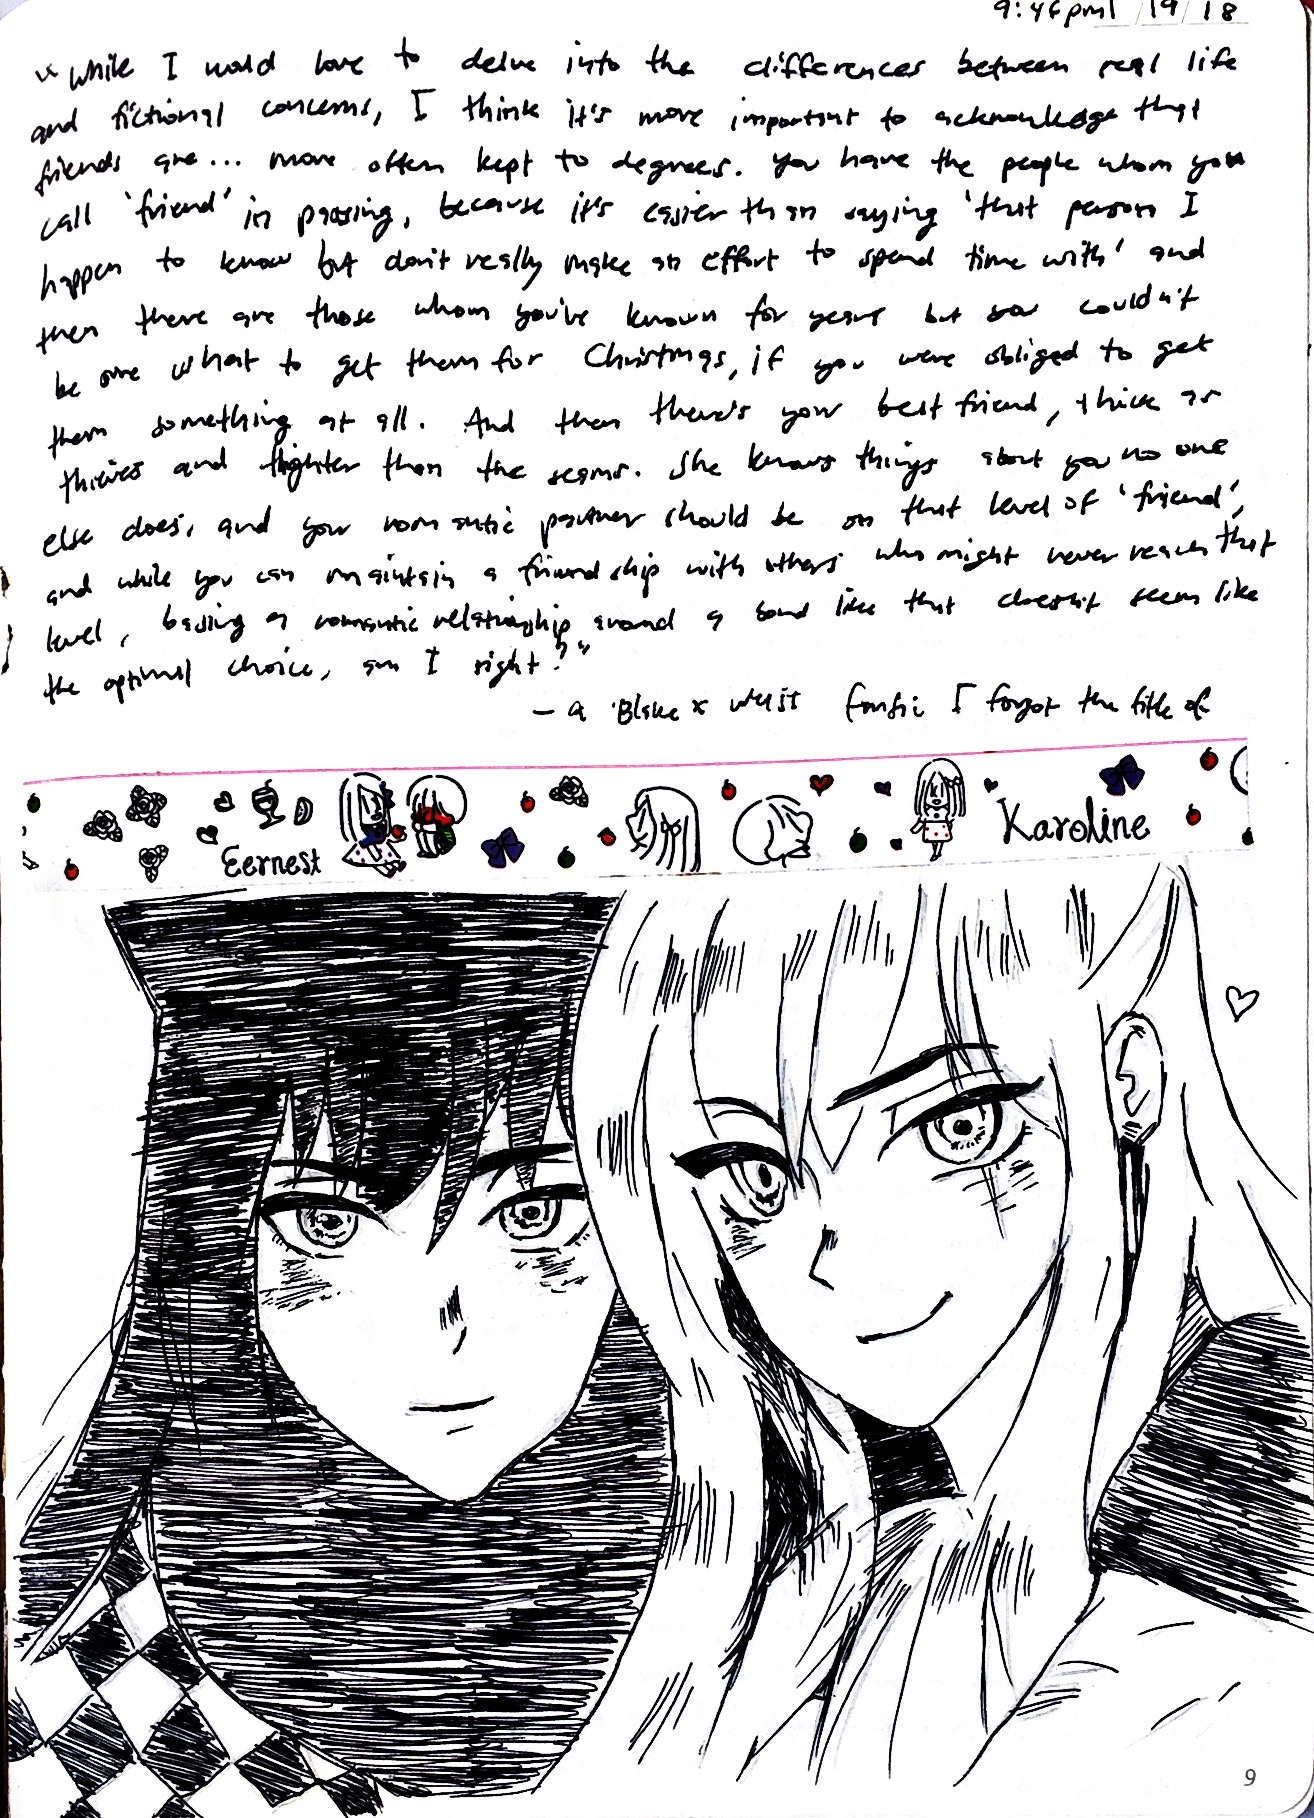 9:46pm 1/19/18
"While I would love to delve into the differences between real life
and fictional concerns, I think it's more important to acknowledge that
friends are... more often kept to degrees. You have the people whom you
call 'friend' in passing, because it's easier than saying 'that person I
happen to know but don't really make an effort to spend time with' and
then there are those whom you've known for years but you couldn't
be sure what to get them for Christmas, if you were obliged to get
them something at all. And then there's your best friend, thick as
thieves and tighter than the seams. She knows things about you no one
else does, and your romantic partner should be on that level of 'friend',
and while you can maintain a friendship with others who might never reach that
level, basing a romantic relationship around a bond like that doesn't seem like
the optimal choice, am I right?"
- a Blake x Weiss fanfic I forgot the title of
Eernest
Karoline
9